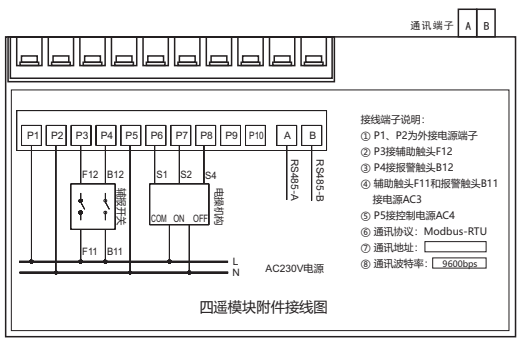 通讯端子 A B
P1 P2 P3 P4 P5 P6 P7 P8 P9 P10 A B
F12 B12 S1 S2 S4 RS485-A RS485-B
辅报开关
COM ON OFF
电操机构
F11 B11
L
N
AC230V电源
四遥模块附件接线图
接线端子说明:
① P1、P2为外接电源端子
② P3接辅助触头F12
③ P4接报警触头B12
④ 辅助触头F11和报警触头B11
接电源AC3
⑤ P5接控制电源AC4
⑥ 通讯协议: Modbus-RTU
⑦ 通讯地址:
⑧ 通讯波特率: 9600bps